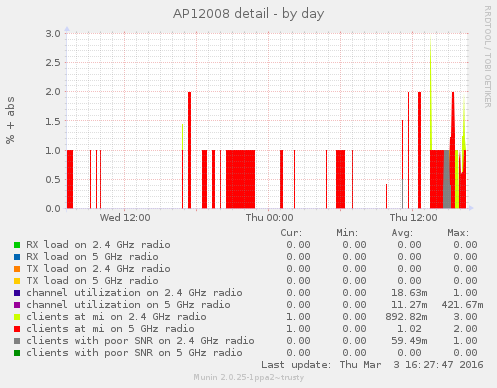 AP12008 detail - by day
RRDTOOL / TOBI OETIKER
% + abs
3.0
2.5
2.0
1.5
1.0
0.5
0.0
Wed 12:00 Thu 00:00 Thu 12:00
Cur: Min: Avg: Max:
RX load on 2.4 GHz radio 0.00 0.00 0.00 0.00
RX load on 5 GHz radio 0.00 0.00 0.00 0.00
TX load on 2.4 GHz radio 0.00 0.00 0.00 0.00
TX load on 5 GHz radio 0.00 0.00 0.00 0.00
channel utilization on 2.4 GHz radio 0.00 0.00 18.63m 1.00
channel utilization on 5 GHz radio 0.00 0.00 11.27m 421.67m
clients at mi on 2.4 GHz radio 1.00 0.00 892.82m 3.00
clients at mi on 5 GHz radio 1.00 0.00 1.02 2.00
clients with poor SNR on 2.4 GHz radio 0.00 0.00 59.49m 1.00
clients with poor SNR on 5 GHz radio 0.00 0.00 0.00 0.00
Last update: Thu Mar 3 16:27:47 2016
Munin 2.0.25-1ppa2~trusty